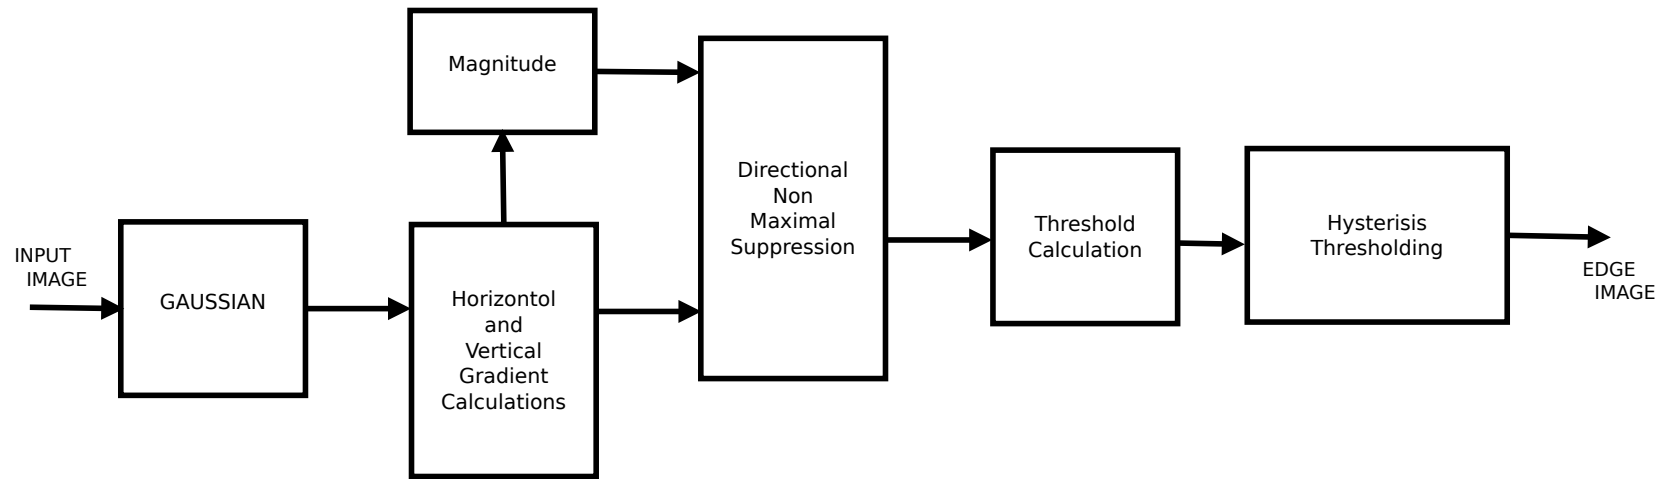 INPUT
IMAGE
GAUSSIAN
Magnitude
Horizontol
and
Vertical
Gradient
Calculations
Directional
Non
Maximal
Suppression
Threshold
Calculation
Hysterisis
Thresholding
EDGE
IMAGE